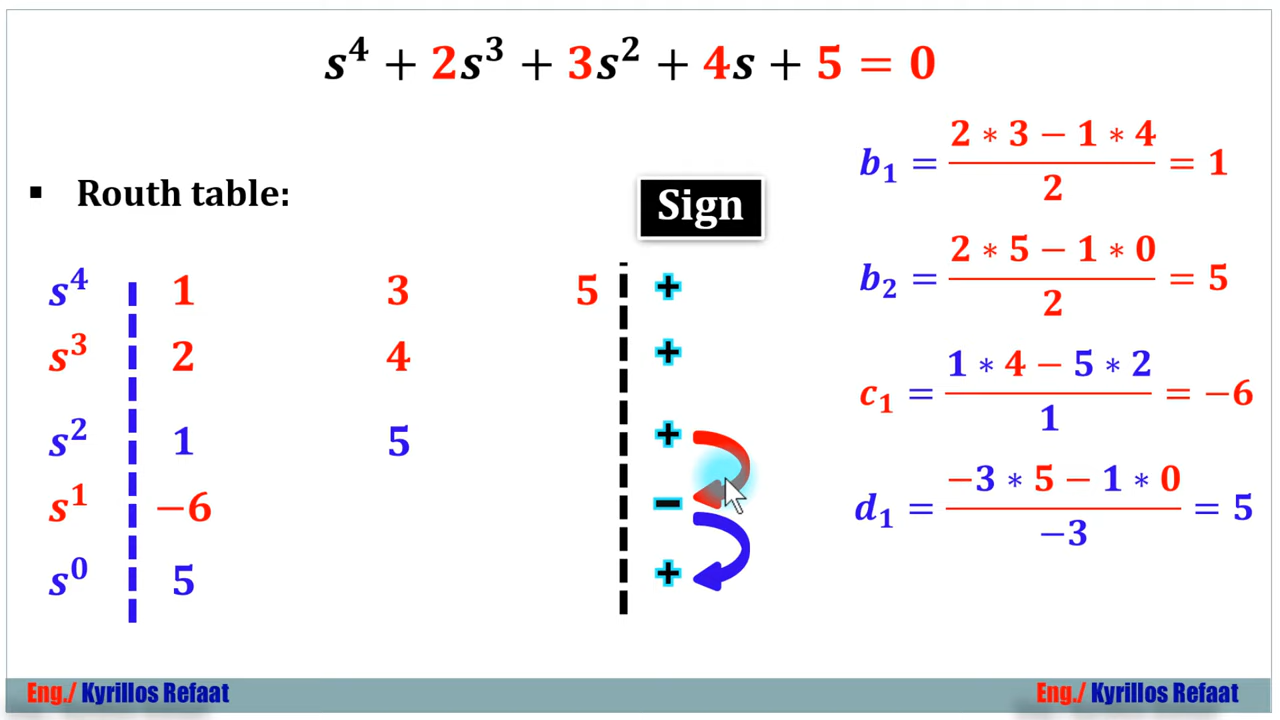 s⁴ + 2s³ + 3s² + 4s + 5 = 0
▪ Routh table:
Sign
s⁴ 1 3 5 +
s³ 2 4 +
s² 1 5 +
s¹ −6 −
s⁰ 5 +
b₁ = (2 * 3 − 1 * 4) / 2 = 1
b₂ = (2 * 5 − 1 * 0) / 2 = 5
c₁ = (1 * 4 − 5 * 2) / 1 = −6
d₁ = (−3 * 5 − 1 * 0) / −3 = 5
Eng./ Kyrillos Refaat
Eng./ Kyrillos Refaat